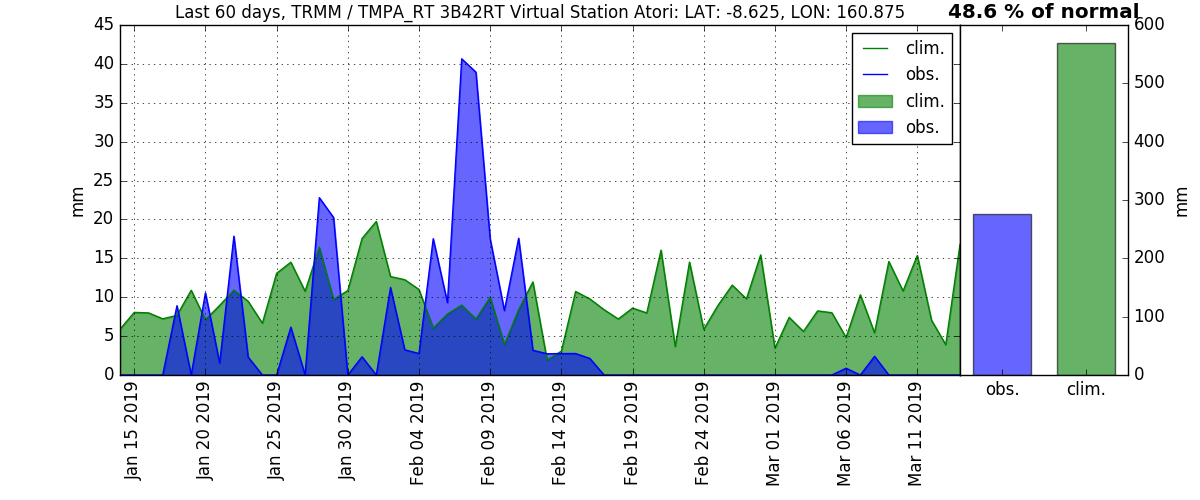 Last 60 days, TRMM / TMPA_RT 3B42RT Virtual Station Atori: LAT: -8.625, LON: 160.875
48.6 % of normal
45
40
35
30
25
20
15
10
5
0
mm
clim.
obs.
clim.
obs.
600
500
400
300
200
100
0
mm
obs.
clim.
Jan 15 2019
Jan 20 2019
Jan 25 2019
Jan 30 2019
Feb 04 2019
Feb 09 2019
Feb 14 2019
Feb 19 2019
Feb 24 2019
Mar 01 2019
Mar 06 2019
Mar 11 2019